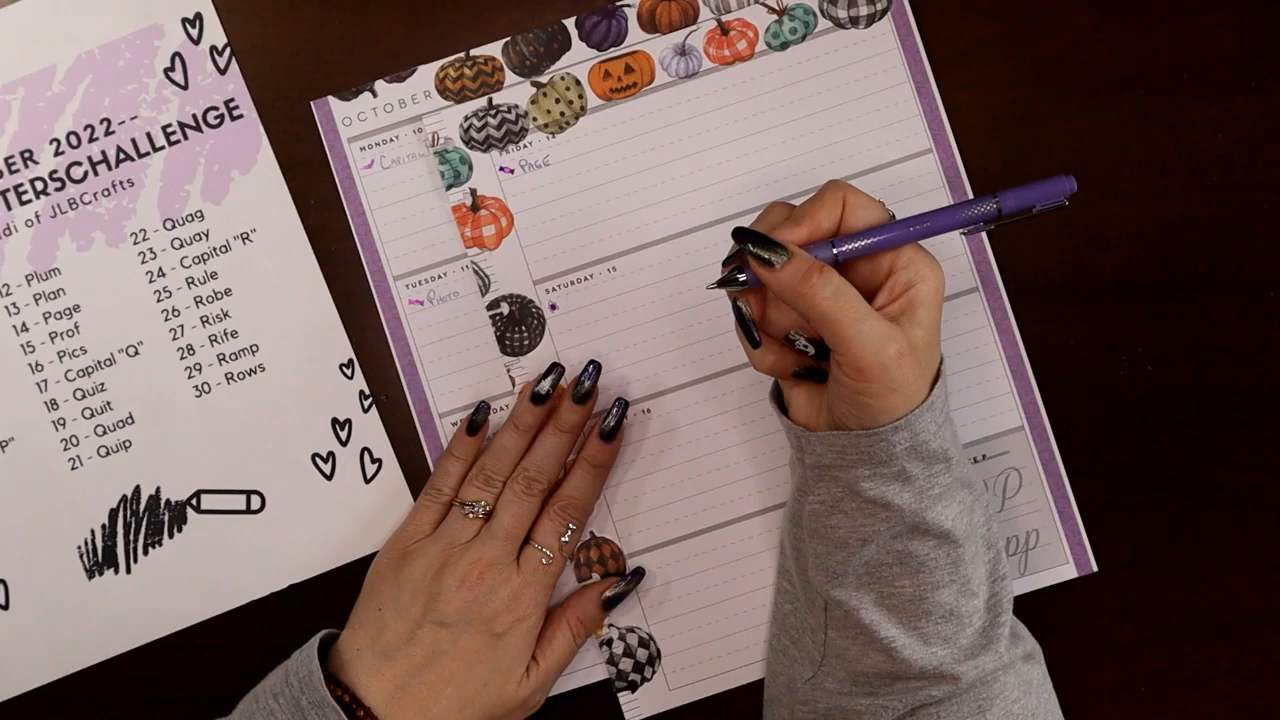 BER 2022--
TERSCHALLENGE
di of JLBCrafts
12 - Plum
13 - Plan
14 - Page
15 - Prof
16 - Pics
17 - Capital "Q"
18 - Quiz
19 - Quit
20 - Quad
21 - Quip
22 - Quag
23 - Quay
24 - Capital "R"
25 - Rule
26 - Robe
27 - Risk
28 - Rife
29 - Ramp
30 - Rows
P"
OCTOBER
MONDAY · 10
CAPITAL
TUESDAY · 11
PHOTO
FRIDAY · 14
PAGE
SATURDAY · 15
· 16